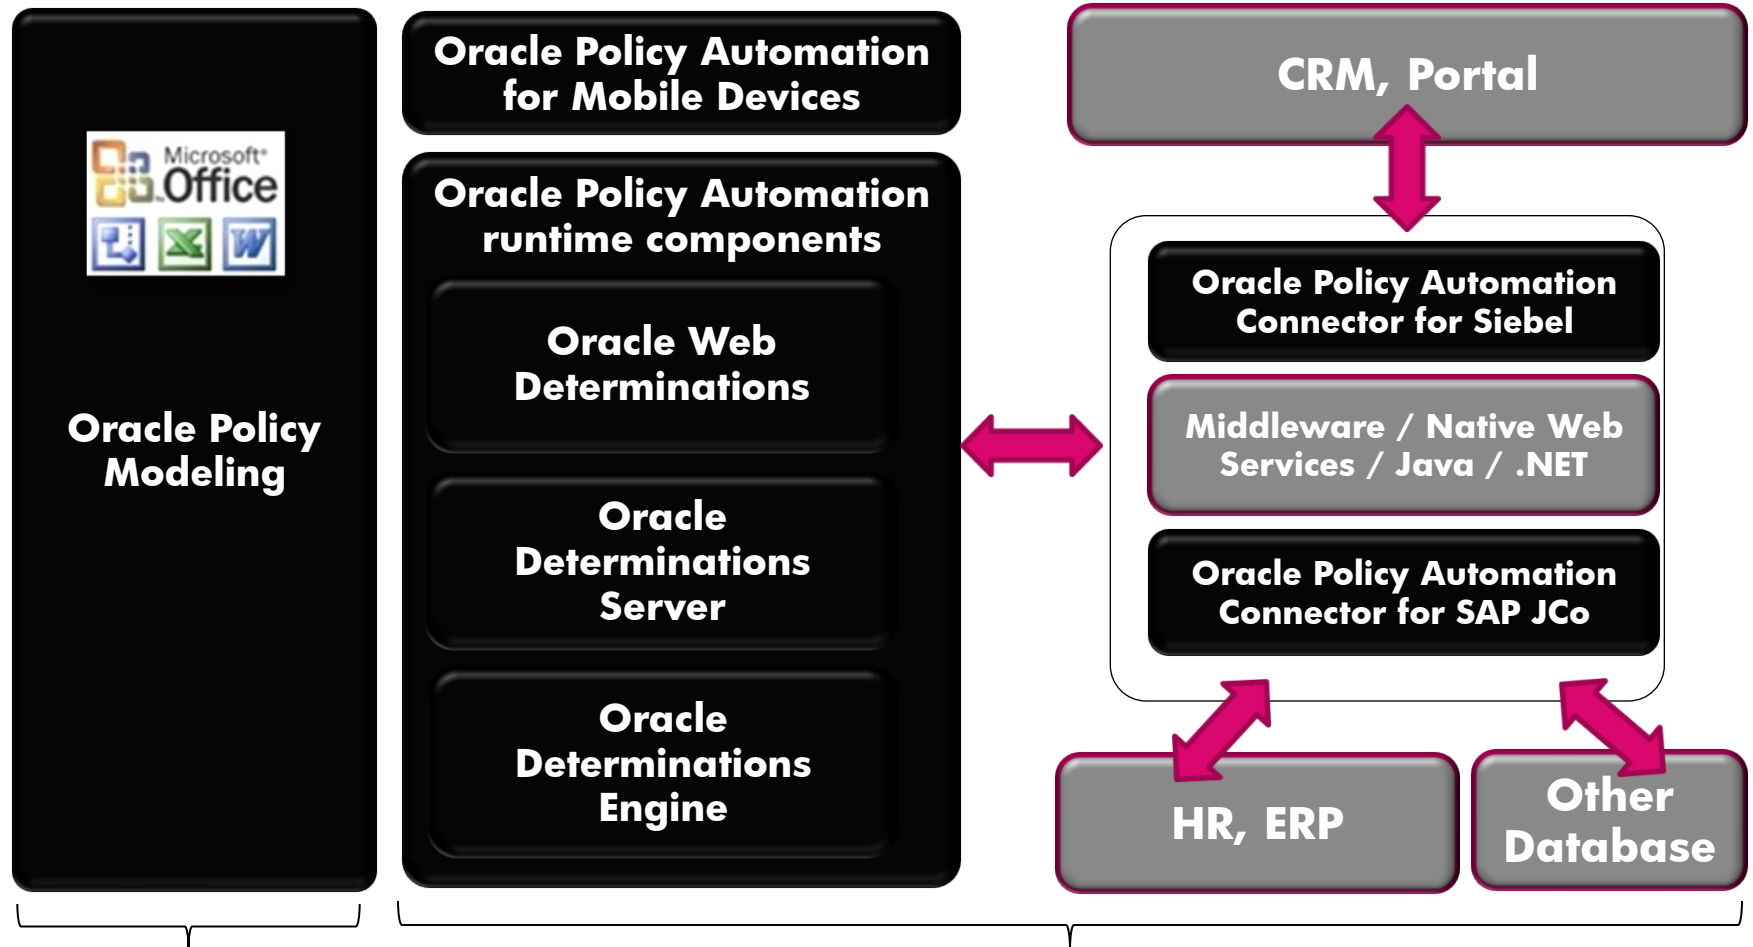 Microsoft
Office
Oracle Policy
Modeling
Oracle Policy Automation
for Mobile Devices
Oracle Policy Automation
runtime components
Oracle Web
Determinations
Oracle
Determinations
Server
Oracle
Determinations
Engine
CRM, Portal
Oracle Policy Automation
Connector for Siebel
Middleware / Native Web
Services / Java / .NET
Oracle Policy Automation
Connector for SAP JCo
HR, ERP
Other
Database